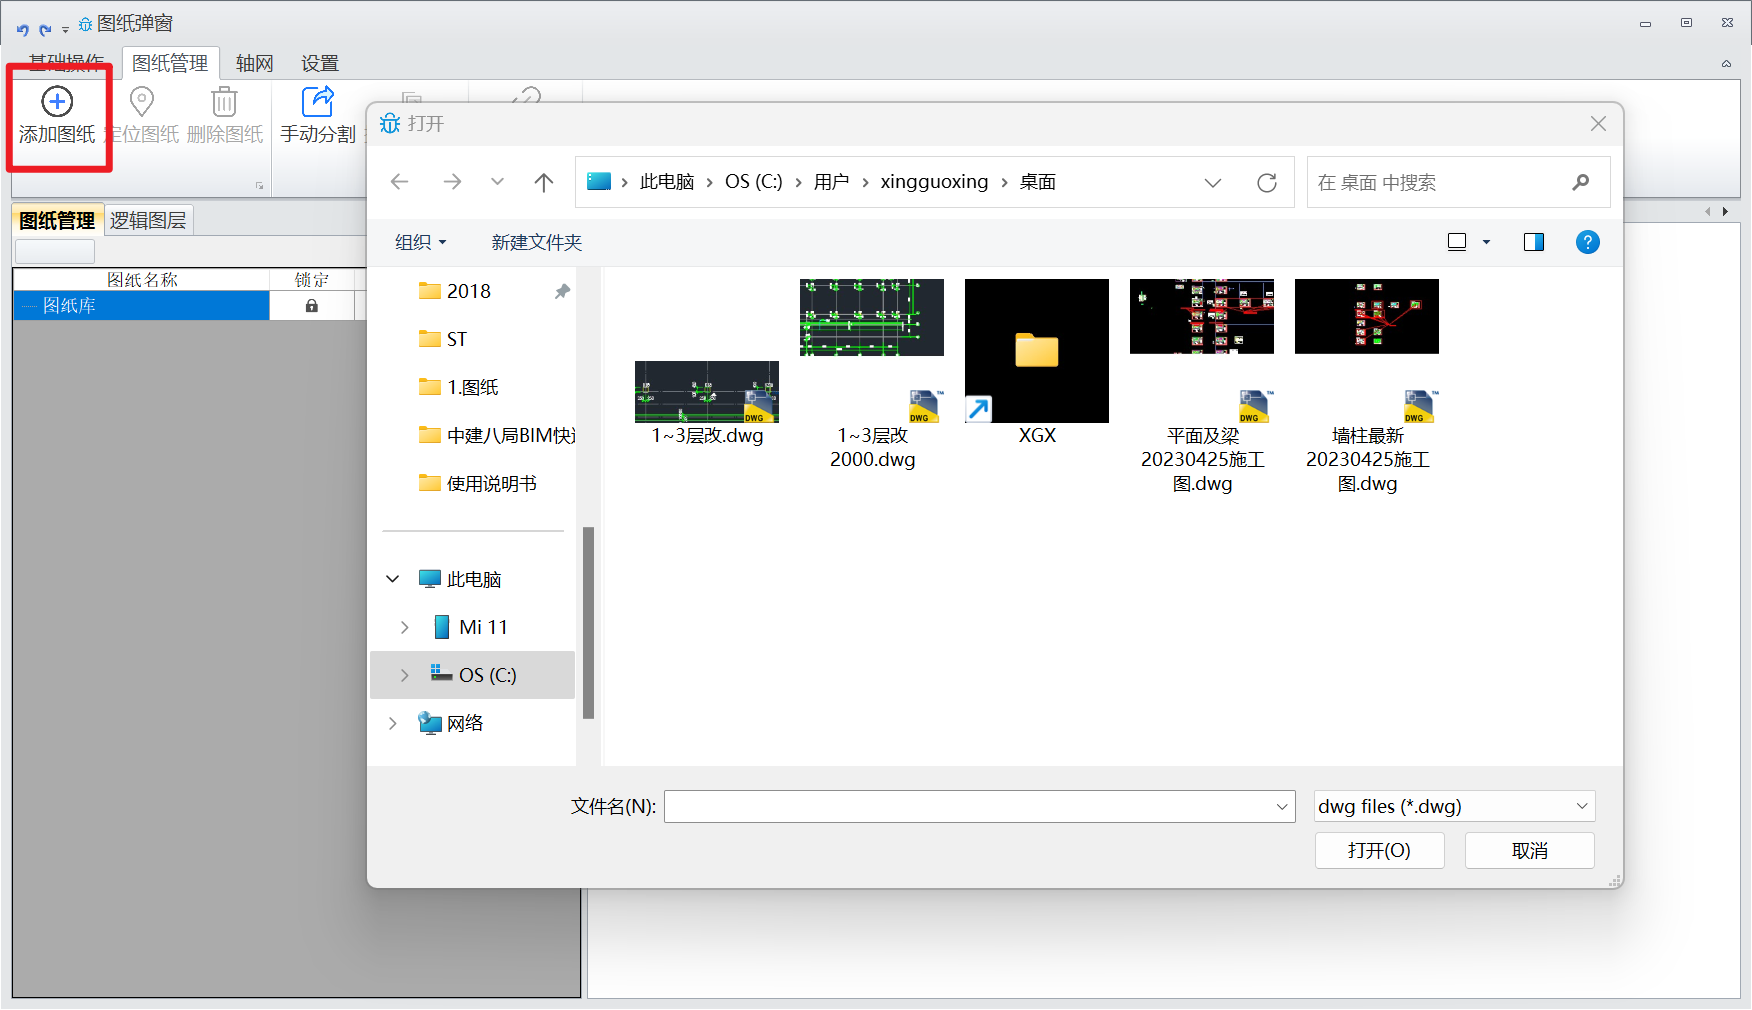 图纸弹窗
基础操作 图纸管理 轴网 设置
添加图纸 定位图纸 删除图纸 手动分割
图纸管理 逻辑图层
图纸名称 锁定
图纸库
打开
此电脑 OS (C:) 用户 xingguoxing 桌面
在 桌面 中搜索
组织 新建文件夹
2018
ST
1.图纸
中建八局BIM快速
使用说明书
此电脑
Mi 11
OS (C:)
网络
1~3层改.dwg
1~3层改
2000.dwg
XGX
平面及梁
20230425施工
图.dwg
墙柱最新
20230425施工
图.dwg
DWG
DWG
DWG
DWG
文件名(N):
dwg files (*.dwg)
打开(O) 取消